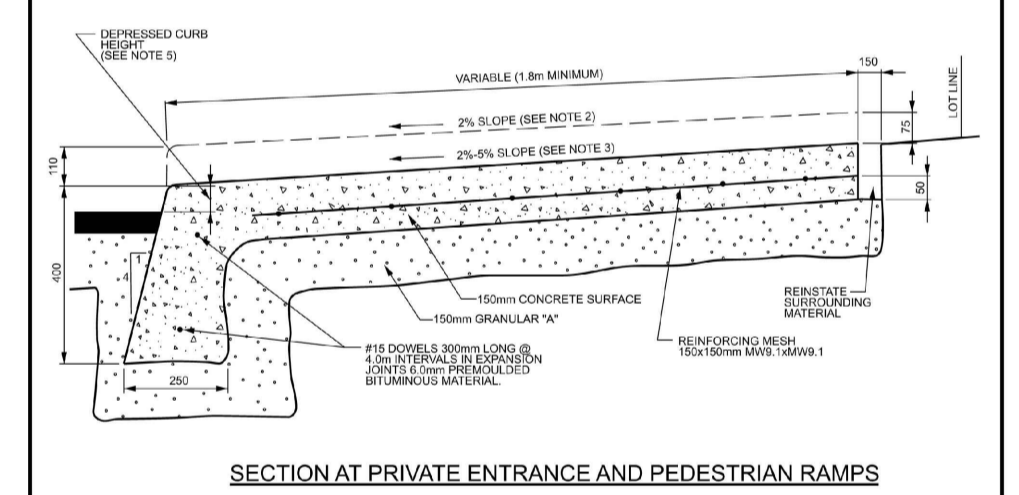 DEPRESSED CURB
HEIGHT
(SEE NOTE 5)
VARIABLE (1.8m MINIMUM)
150
LOT LINE
2% SLOPE (SEE NOTE 2)
75
2%-5% SLOPE (SEE NOTE 3)
110
50
400
1
4
150mm CONCRETE SURFACE
150mm GRANULAR "A"
REINSTATE
SURROUNDING
MATERIAL
REINFORCING MESH
150x150mm MW9.1xMW9.1
#15 DOWELS 300mm LONG @
4.0m INTERVALS IN EXPANSION
JOINTS 6.0mm PREMOULDED
BITUMINOUS MATERIAL.
250
SECTION AT PRIVATE ENTRANCE AND PEDESTRIAN RAMPS